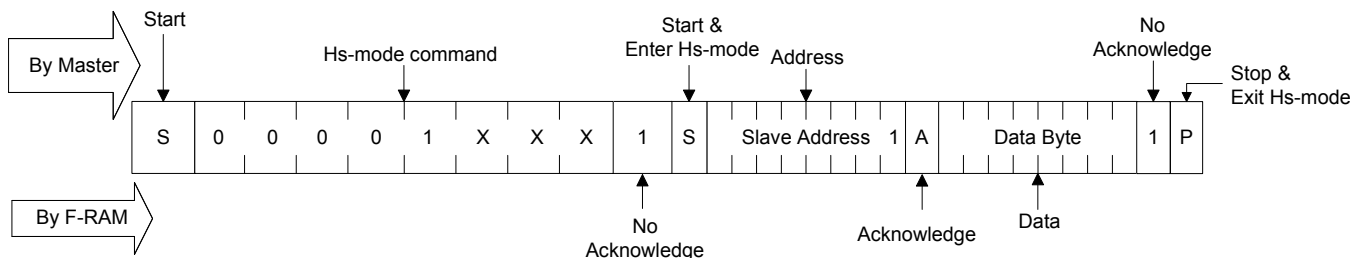 Start
Start &
Enter Hs-mode
No
Acknowledge
By Master
Hs-mode command
Address
Stop &
Exit Hs-mode
S 0 0 0 0 1 X X X 1 S Slave Address 1 A Data Byte 1 P
By F-RAM
No
Acknowledge
Acknowledge
Data